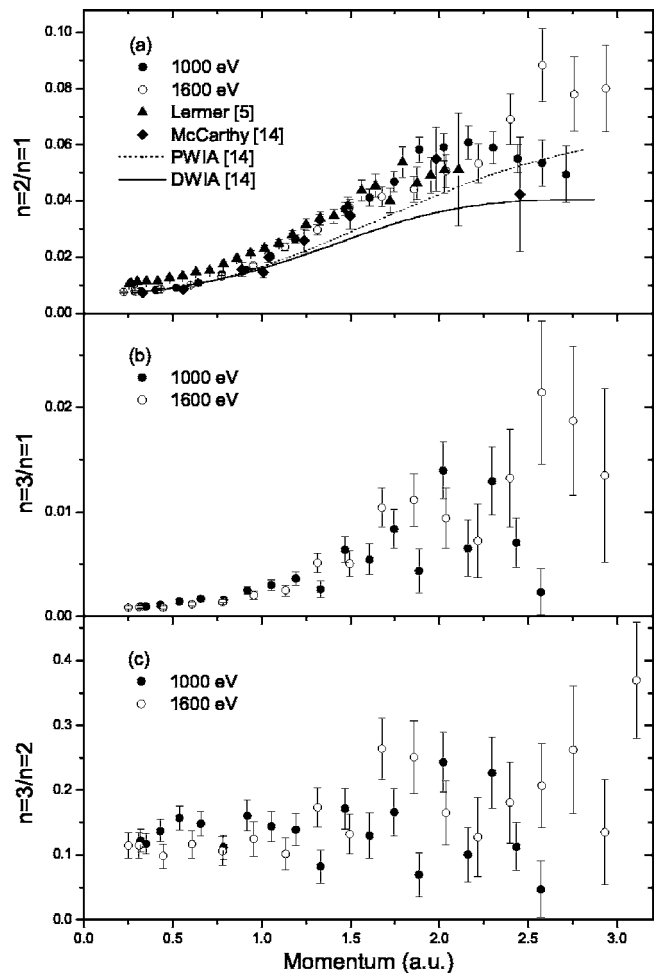 0.10
(a)
1000 eV
1600 eV
0.08
Lermer [5]
McCarthy [14]
PWIA [14]
0.06
DWIA [14]
n=2/n=1
0.04
0.02
0.00
(b)
1000 eV
1600 eV
0.02
n=3/n=1
0.01
0.00
0.4
(c)
1000 eV
1600 eV
0.3
n=3/n=2
0.2
0.1
0.0
0.0 0.5 1.0 1.5 2.0 2.5 3.0
Momentum (a.u.)